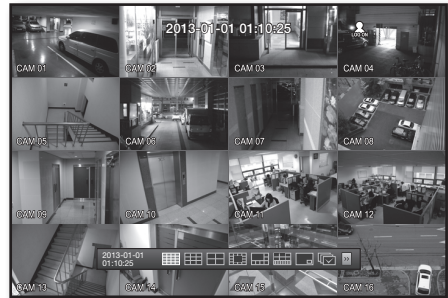 2013-01-01 01:10:25
LOG ON
CAM 01
CAM 02
CAM 03
CAM 04
CAM 05
CAM 06
CAM 07
CAM 08
CAM 09
CAM 10
CAM 11
CAM 12
2013-01-01
01:10:25
CAM 13
CAM 14
CAM 15
CAM 16